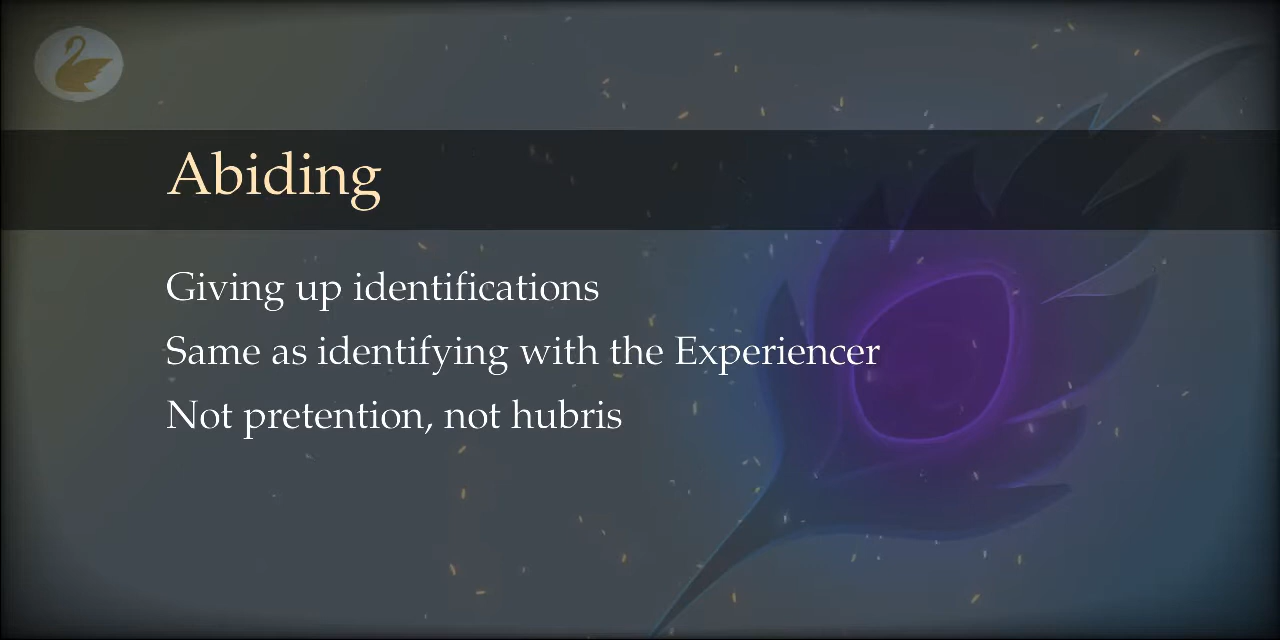 Abiding
Giving up identifications
Same as identifying with the Experiencer
Not pretention, not hubris